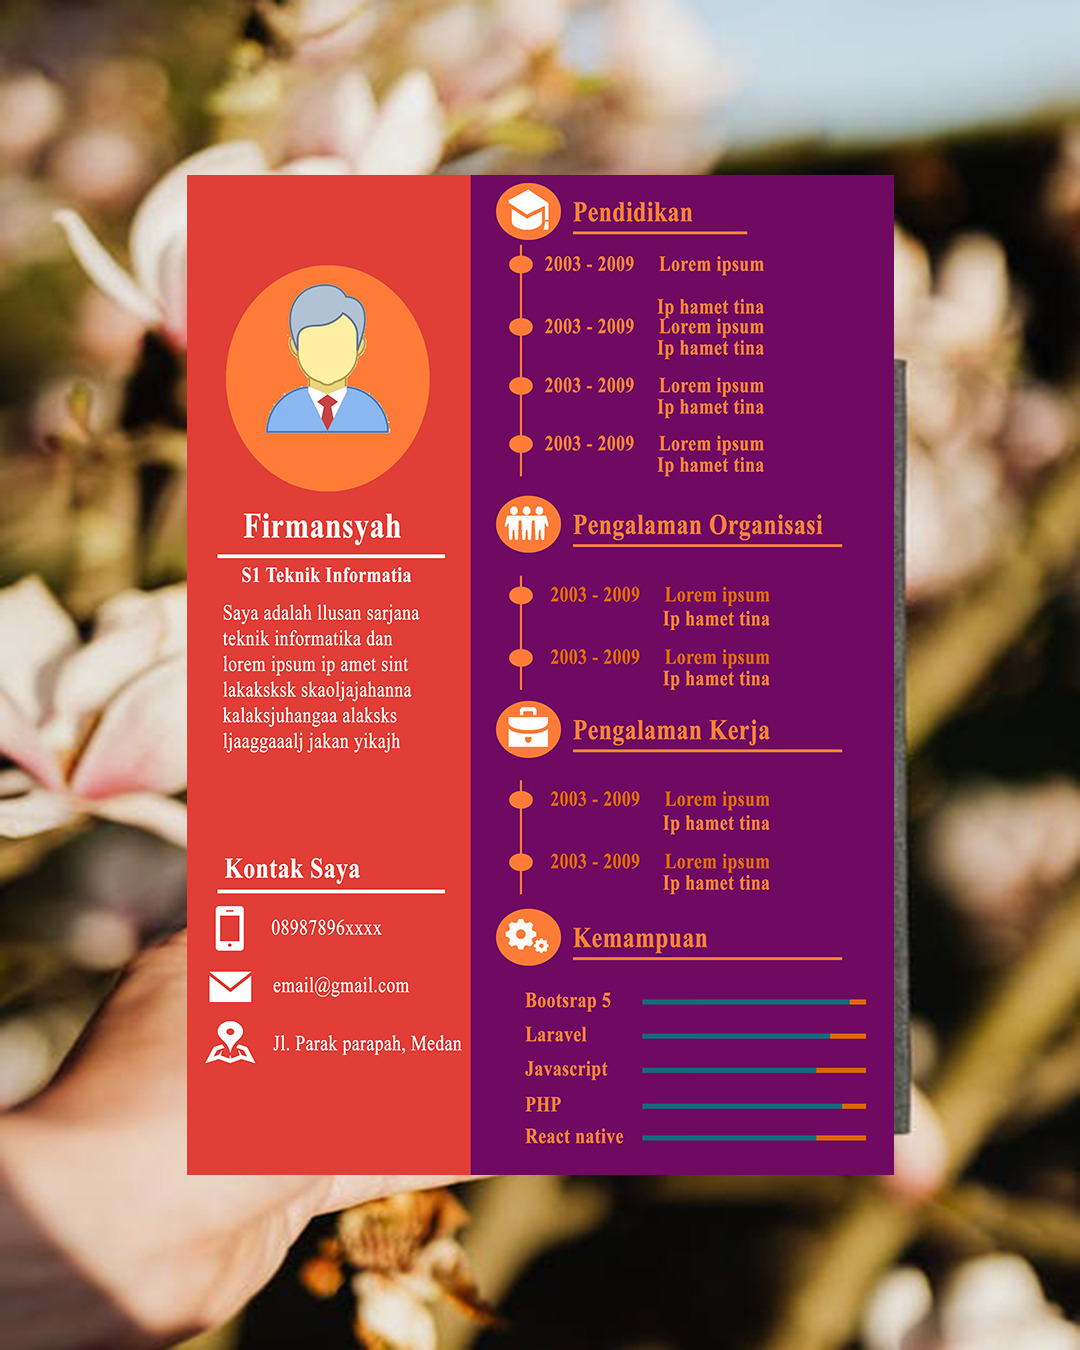 Firmansyah
S1 Teknik Informatia
Saya adalah llusan sarjana
teknik informatika dan
lorem ipsum ip amet sint
lakaksksk skaoljajahanna
kalaksjuhangaa alaksks
ljaaggaaalj jakan yikajh
Kontak Saya
08987896xxxx
email@gmail.com
Jl. Parak parapah, Medan
Pendidikan
2003 - 2009 Lorem ipsum
Ip hamet tina
2003 - 2009 Lorem ipsum
Ip hamet tina
2003 - 2009 Lorem ipsum
Ip hamet tina
2003 - 2009 Lorem ipsum
Ip hamet tina
Pengalaman Organisasi
2003 - 2009 Lorem ipsum
Ip hamet tina
2003 - 2009 Lorem ipsum
Ip hamet tina
Pengalaman Kerja
2003 - 2009 Lorem ipsum
Ip hamet tina
2003 - 2009 Lorem ipsum
Ip hamet tina
Kemampuan
Bootsrap 5
Laravel
Javascript
PHP
React native